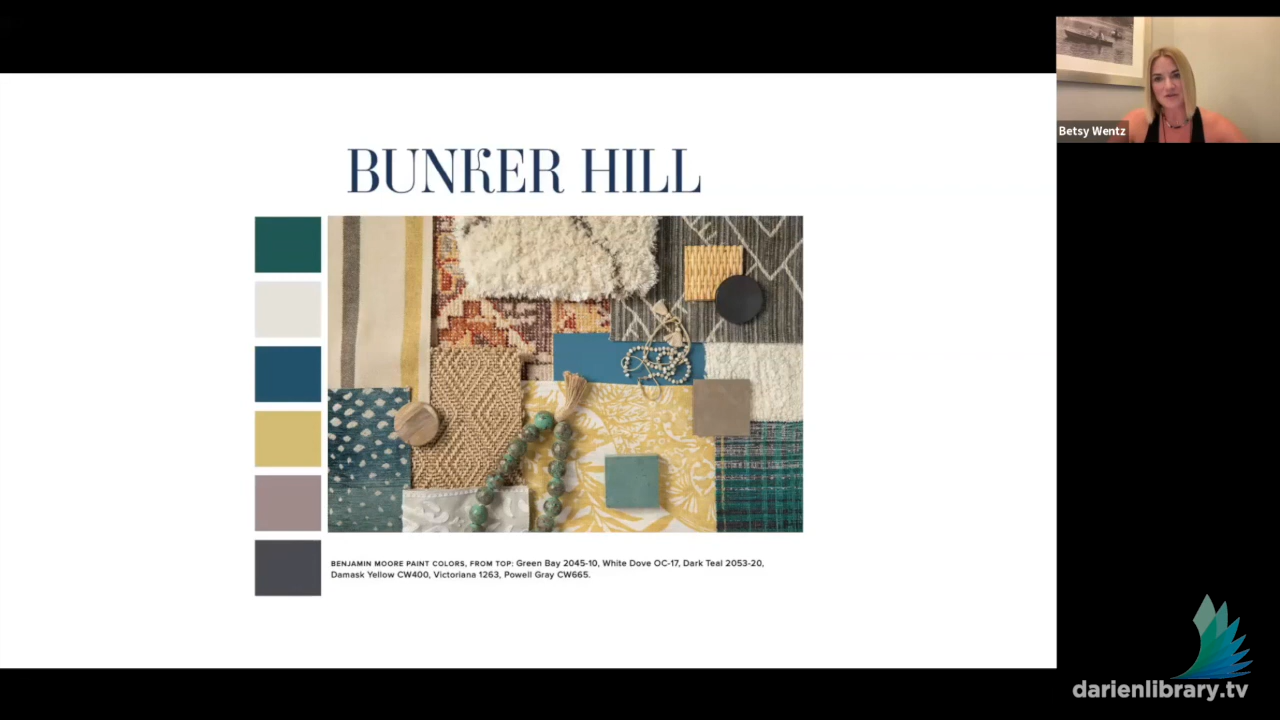 BUNKER HILL
BENJAMIN MOORE PAINT COLORS, FROM TOP: Green Bay 2045-10, White Dove OC-17, Dark Teal 2053-20,
Damask Yellow CW400, Victoriana 1263, Powell Gray CW665.
Betsy Wentz
darienlibrary.tv